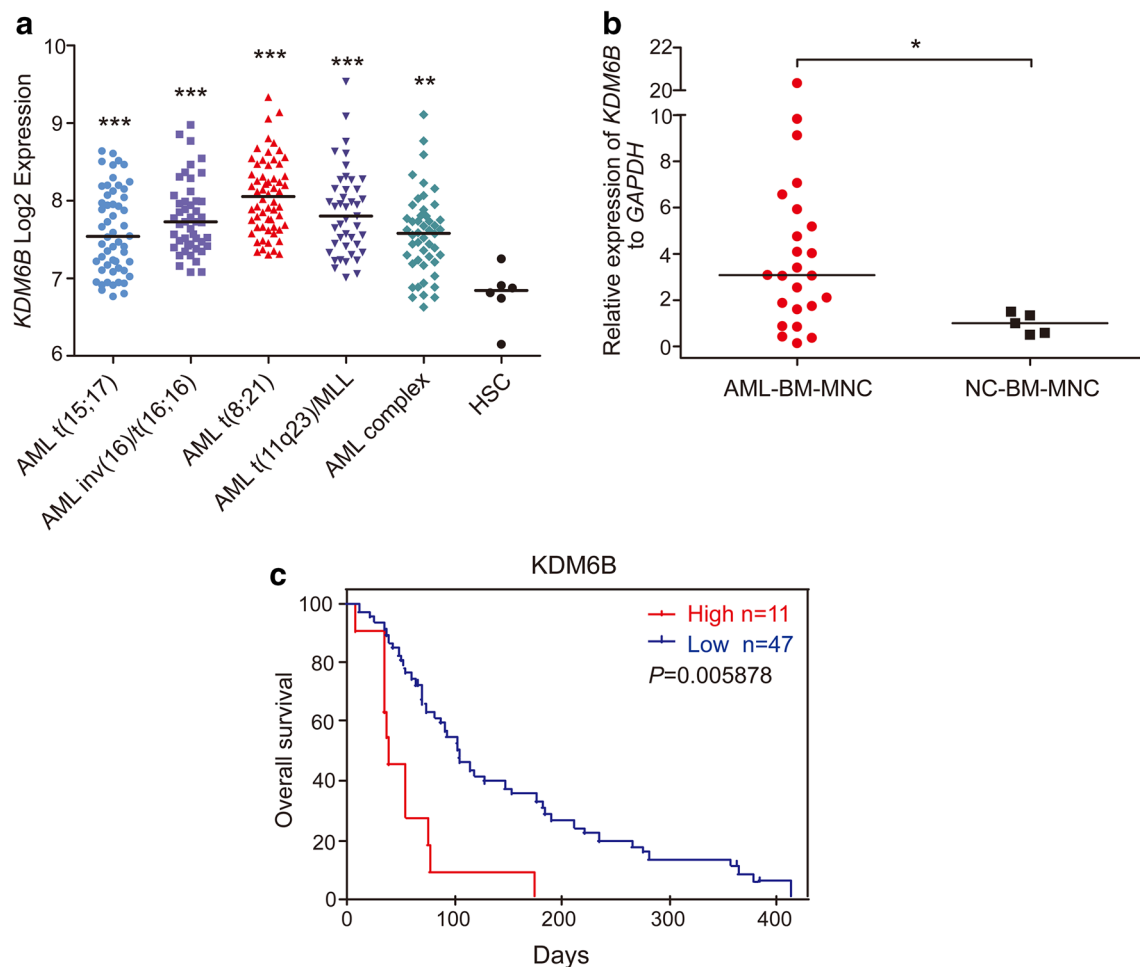 a
KDM6B Log2 Expression
10
9
8
7
6
***
***
***
***
**
AML t(15;17)
AML inv(16)/t(16;16)
AML t(8;21)
AML t(11q23)/MLL
AML complex
HSC
b
Relative expression of KDM6B
to GAPDH
22
20
10
8
6
4
2
0
*
AML-BM-MNC
NC-BM-MNC
c
KDM6B
Overall survival
100
80
60
40
20
0
High n=11
Low n=47
P=0.005878
0
100
200
300
400
Days